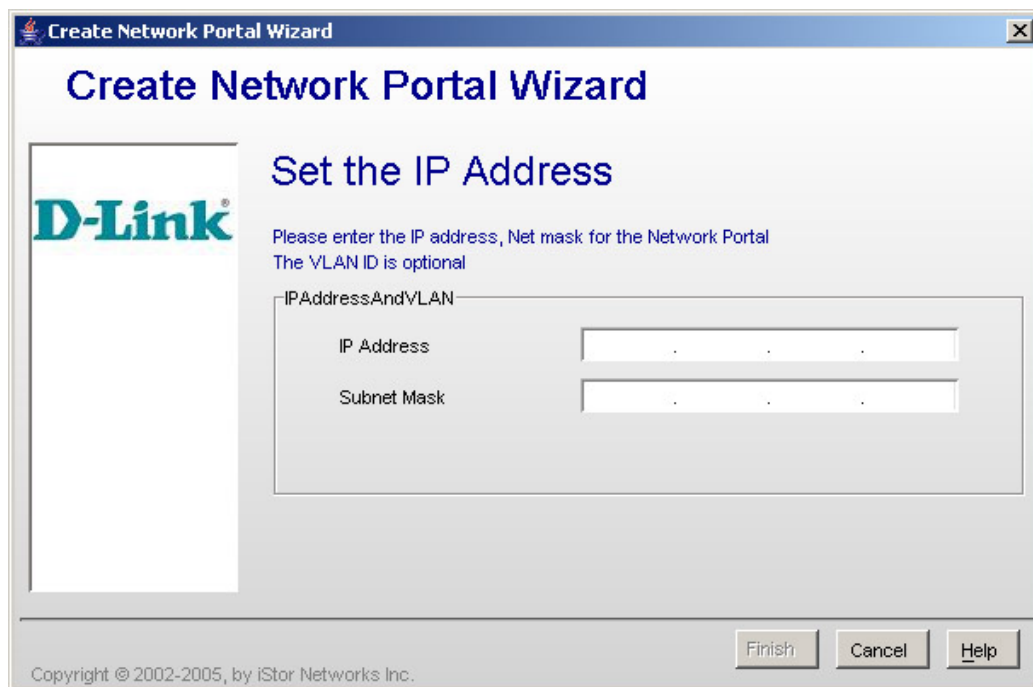 Create Network Portal Wizard
Create Network Portal Wizard
D-Link®
Set the IP Address
Please enter the IP address, Net mask for the Network Portal
The VLAN ID is optional
IPAddressAndVLAN
IP Address . . .
Subnet Mask . . .
Finish Cancel Help
Copyright © 2002-2005, by iStor Networks Inc.